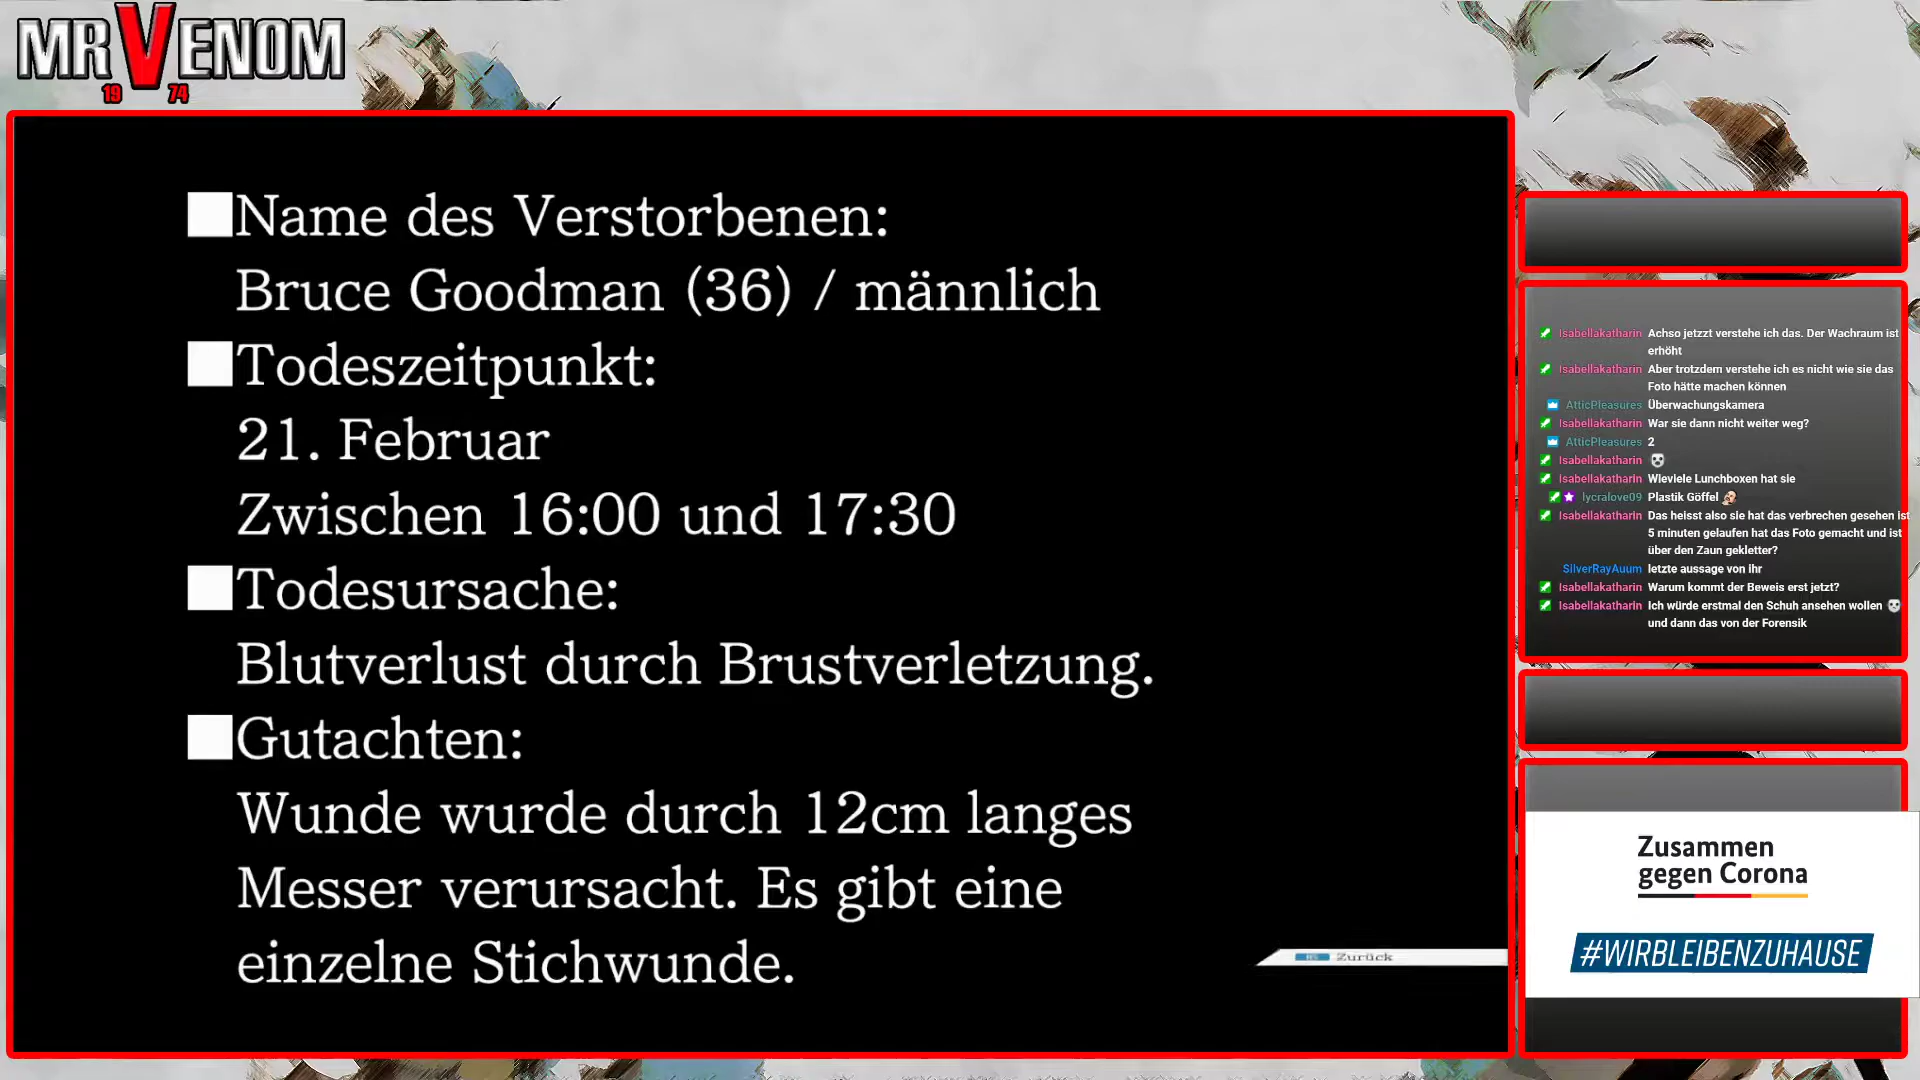 MRVENOM
19 74
Name des Verstorbenen:
Bruce Goodman (36) / männlich
Todeszeitpunkt:
21. Februar
Zwischen 16:00 und 17:30
Todesursache:
Blutverlust durch Brustverletzung.
Gutachten:
Wunde wurde durch 12cm langes
Messer verursacht. Es gibt eine
einzelne Stichwunde.
Zurück
Isabellakatharin Achso jetzzt verstehe ich das. Der Wachraum ist
erhöht
Isabellakatharin Aber trotzdem verstehe ich es nicht wie sie das
Foto hätte machen können
AtticPleasures Überwachungskamera
Isabellakatharin War sie dann nicht weiter weg?
AtticPleasures 2
Isabellakatharin
Isabellakatharin Wieviele Lunchboxen hat sie
lycralove09 Plastik Göffel
Isabellakatharin Das heisst also sie hat das verbrechen gesehen ist
5 minuten gelaufen hat das Foto gemacht und ist
über den Zaun gekletter?
SilverRayAuum letzte aussage von ihr
Isabellakatharin Warum kommt der Beweis erst jetzt?
Isabellakatharin Ich würde erstmal den Schuh ansehen wollen
und dann das von der Forensik
Zusammen
gegen Corona
#WIRBLEIBENZUHAUSE